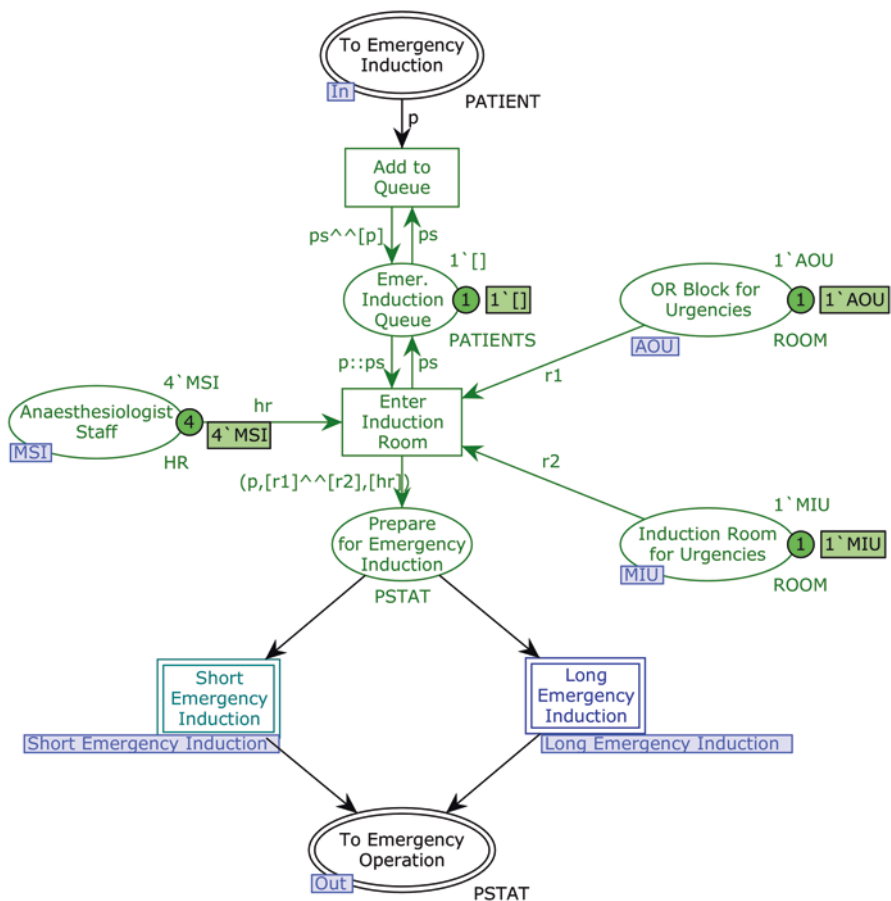 To Emergency
Induction
In
PATIENT
p
Add to
Queue
ps^^[p]
ps
1`[]
Emer.
Induction
Queue
1
1`[]
PATIENTS
1`AOU
OR Block for
Urgencies
1
1`AOU
AOU
ROOM
p::ps
ps
r1
4`MSI
Anaesthesiologist
Staff
4
4`MSI
MSI
HR
hr
Enter
Induction
Room
r2
(p,[r1]^^[r2],[hr])
1`MIU
Prepare
for Emergency
Induction
Induction Room
for Urgencies
1
1`MIU
MIU
ROOM
PSTAT
Short
Emergency
Induction
Short Emergency Induction
Long
Emergency
Induction
Long Emergency Induction
To Emergency
Operation
Out
PSTAT